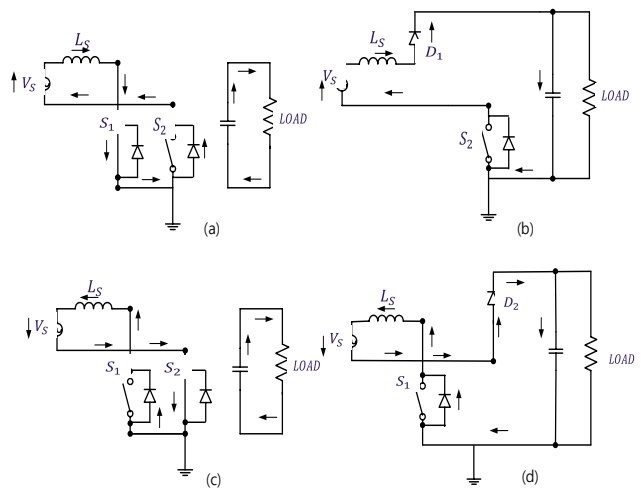 L_S
V_S
S_1 S_2
LOAD
(a)
L_S
D_1
V_S
LOAD
S_2
(b)
L_S
V_S
S_1 S_2
LOAD
(c)
L_S
D_2
V_S
S_1
LOAD
(d)